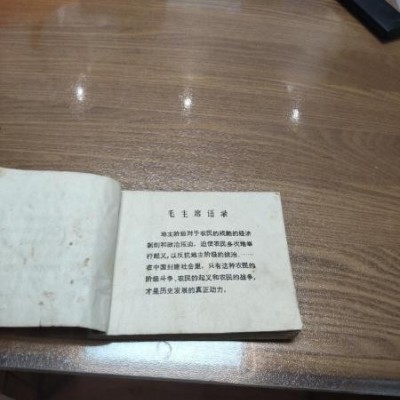 毛主席语录
地主阶级对于农民的残酷的经济
剥削和政治压迫，迫使农民多次地举
行起义，以反抗地主阶级的统治。……
在中国封建社会里，只有这种农民的
阶级斗争、农民的起义和农民的战争，
才是历史发展的真正动力。